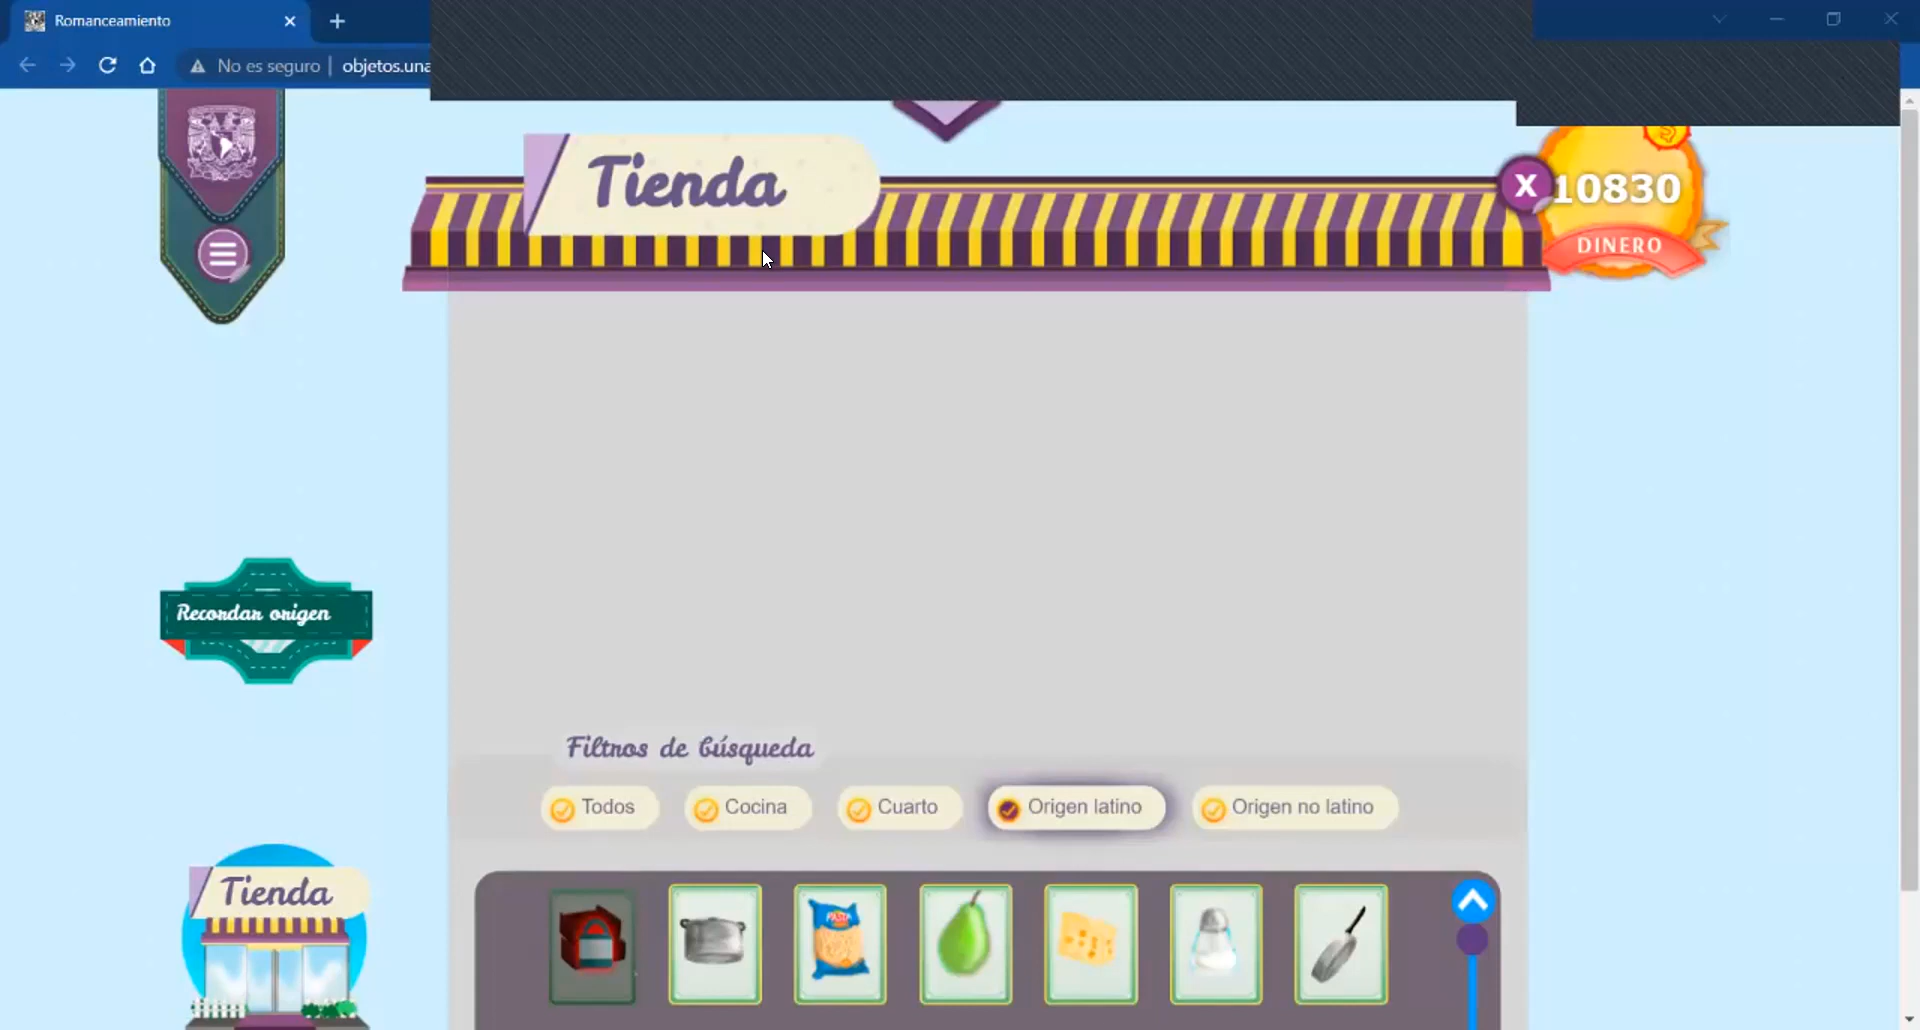 Romanceamiento
No es seguro | objetos.una
Tienda
10830
DINERO
Recordar origen
Filtros de búsqueda
Todos
Cocina
Cuarto
Origen latino
Origen no latino
Tienda
PASTA